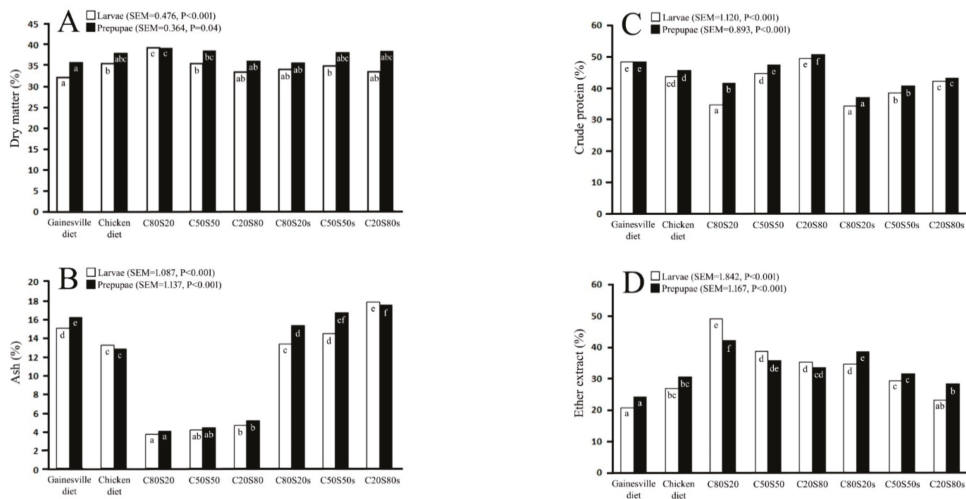 A
Larvae (SEM=0.476, P<0.001)
Prepupae (SEM=0.364, P=0.04)
Dry matter (%)
45
40
35
30
25
20
15
10
5
0
a a
c abc
c c
c bc
ab ab
ab ab
c abc
ab abc
Gainesville diet
Chicken diet
C80S20
C50S50
C20S80
C80S20s
C50S50s
C20S80s
B
Larvae (SEM=1.087, P<0.001)
Prepupae (SEM=1.137, P<0.001)
Ash (%)
18
16
14
12
10
8
6
4
2
0
d e
c c
a a
ab ab
b b
c d
d ef
e f
Gainesville diet
Chicken diet
C80S20
C50S50
C20S80
C80S20s
C50S50s
C20S80s
C
Larvae (SEM=1.120, P<0.001)
Prepupae (SEM=0.893, P<0.001)
Crude protein (%)
60
50
40
30
20
10
0
e e
cd d
a b
d e
e f
a a
b b
c c
Gainesville diet
Chicken diet
C80S20
C50S50
C20S80
C80S20s
C50S50s
C20S80s
D
Larvae (SEM=1.842, P<0.001)
Prepupae (SEM=1.167, P<0.001)
Ether extract (%)
60
50
40
30
20
10
0
a a
bc bc
e f
d de
d cd
d e
c c
ab b
Gainesville diet
Chicken diet
C80S20
C50S50
C20S80
C80S20s
C50S50s
C20S80s